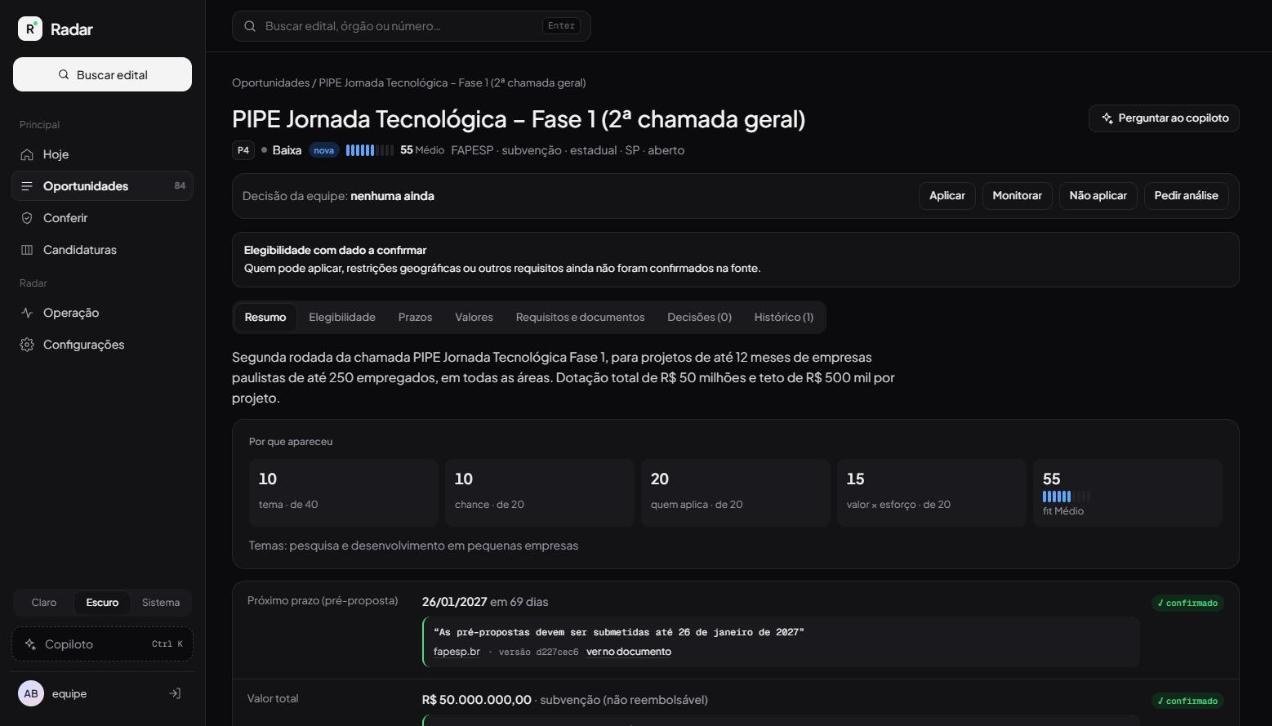 R Radar
Buscar edital
Principal
Hoje
Oportunidades 84
Conferir
Candidaturas
Radar
Operação
Configurações
Claro Escuro Sistema
Copiloto Ctrl K
AB equipe
Buscar edital, órgão ou número… Enter
Oportunidades / PIPE Jornada Tecnológica – Fase 1 (2ª chamada geral)
PIPE Jornada Tecnológica – Fase 1 (2ª chamada geral)
Perguntar ao copiloto
P4 Baixa nova 55 Médio FAPESP · subvenção · estadual · SP · aberto
Decisão da equipe: nenhuma ainda Aplicar Monitorar Não aplicar Pedir análise
Elegibilidade com dado a confirmar
Quem pode aplicar, restrições geográficas ou outros requisitos ainda não foram confirmados na fonte.
Resumo Elegibilidade Prazos Valores Requisitos e documentos Decisões (0) Histórico (1)
Segunda rodada da chamada PIPE Jornada Tecnológica Fase 1, para projetos de até 12 meses de empresas
paulistas de até 250 empregados, em todas as áreas. Dotação total de R$ 50 milhões e teto de R$ 500 mil por
projeto.
Por que apareceu
10 10 20 15 55
tema · de 40 chance · de 20 quem aplica · de 20 valor × esforço · de 20 fit Médio
Temas: pesquisa e desenvolvimento em pequenas empresas
Próximo prazo (pré-proposta) 26/01/2027 em 69 dias ✓ confirmado
"As pré-propostas devem ser submetidas até 26 de janeiro de 2027"
fapesp.br · versão d227cec6 ver no documento
Valor total R$ 50.000.000,00 · subvenção (não reembolsável) ✓ confirmado